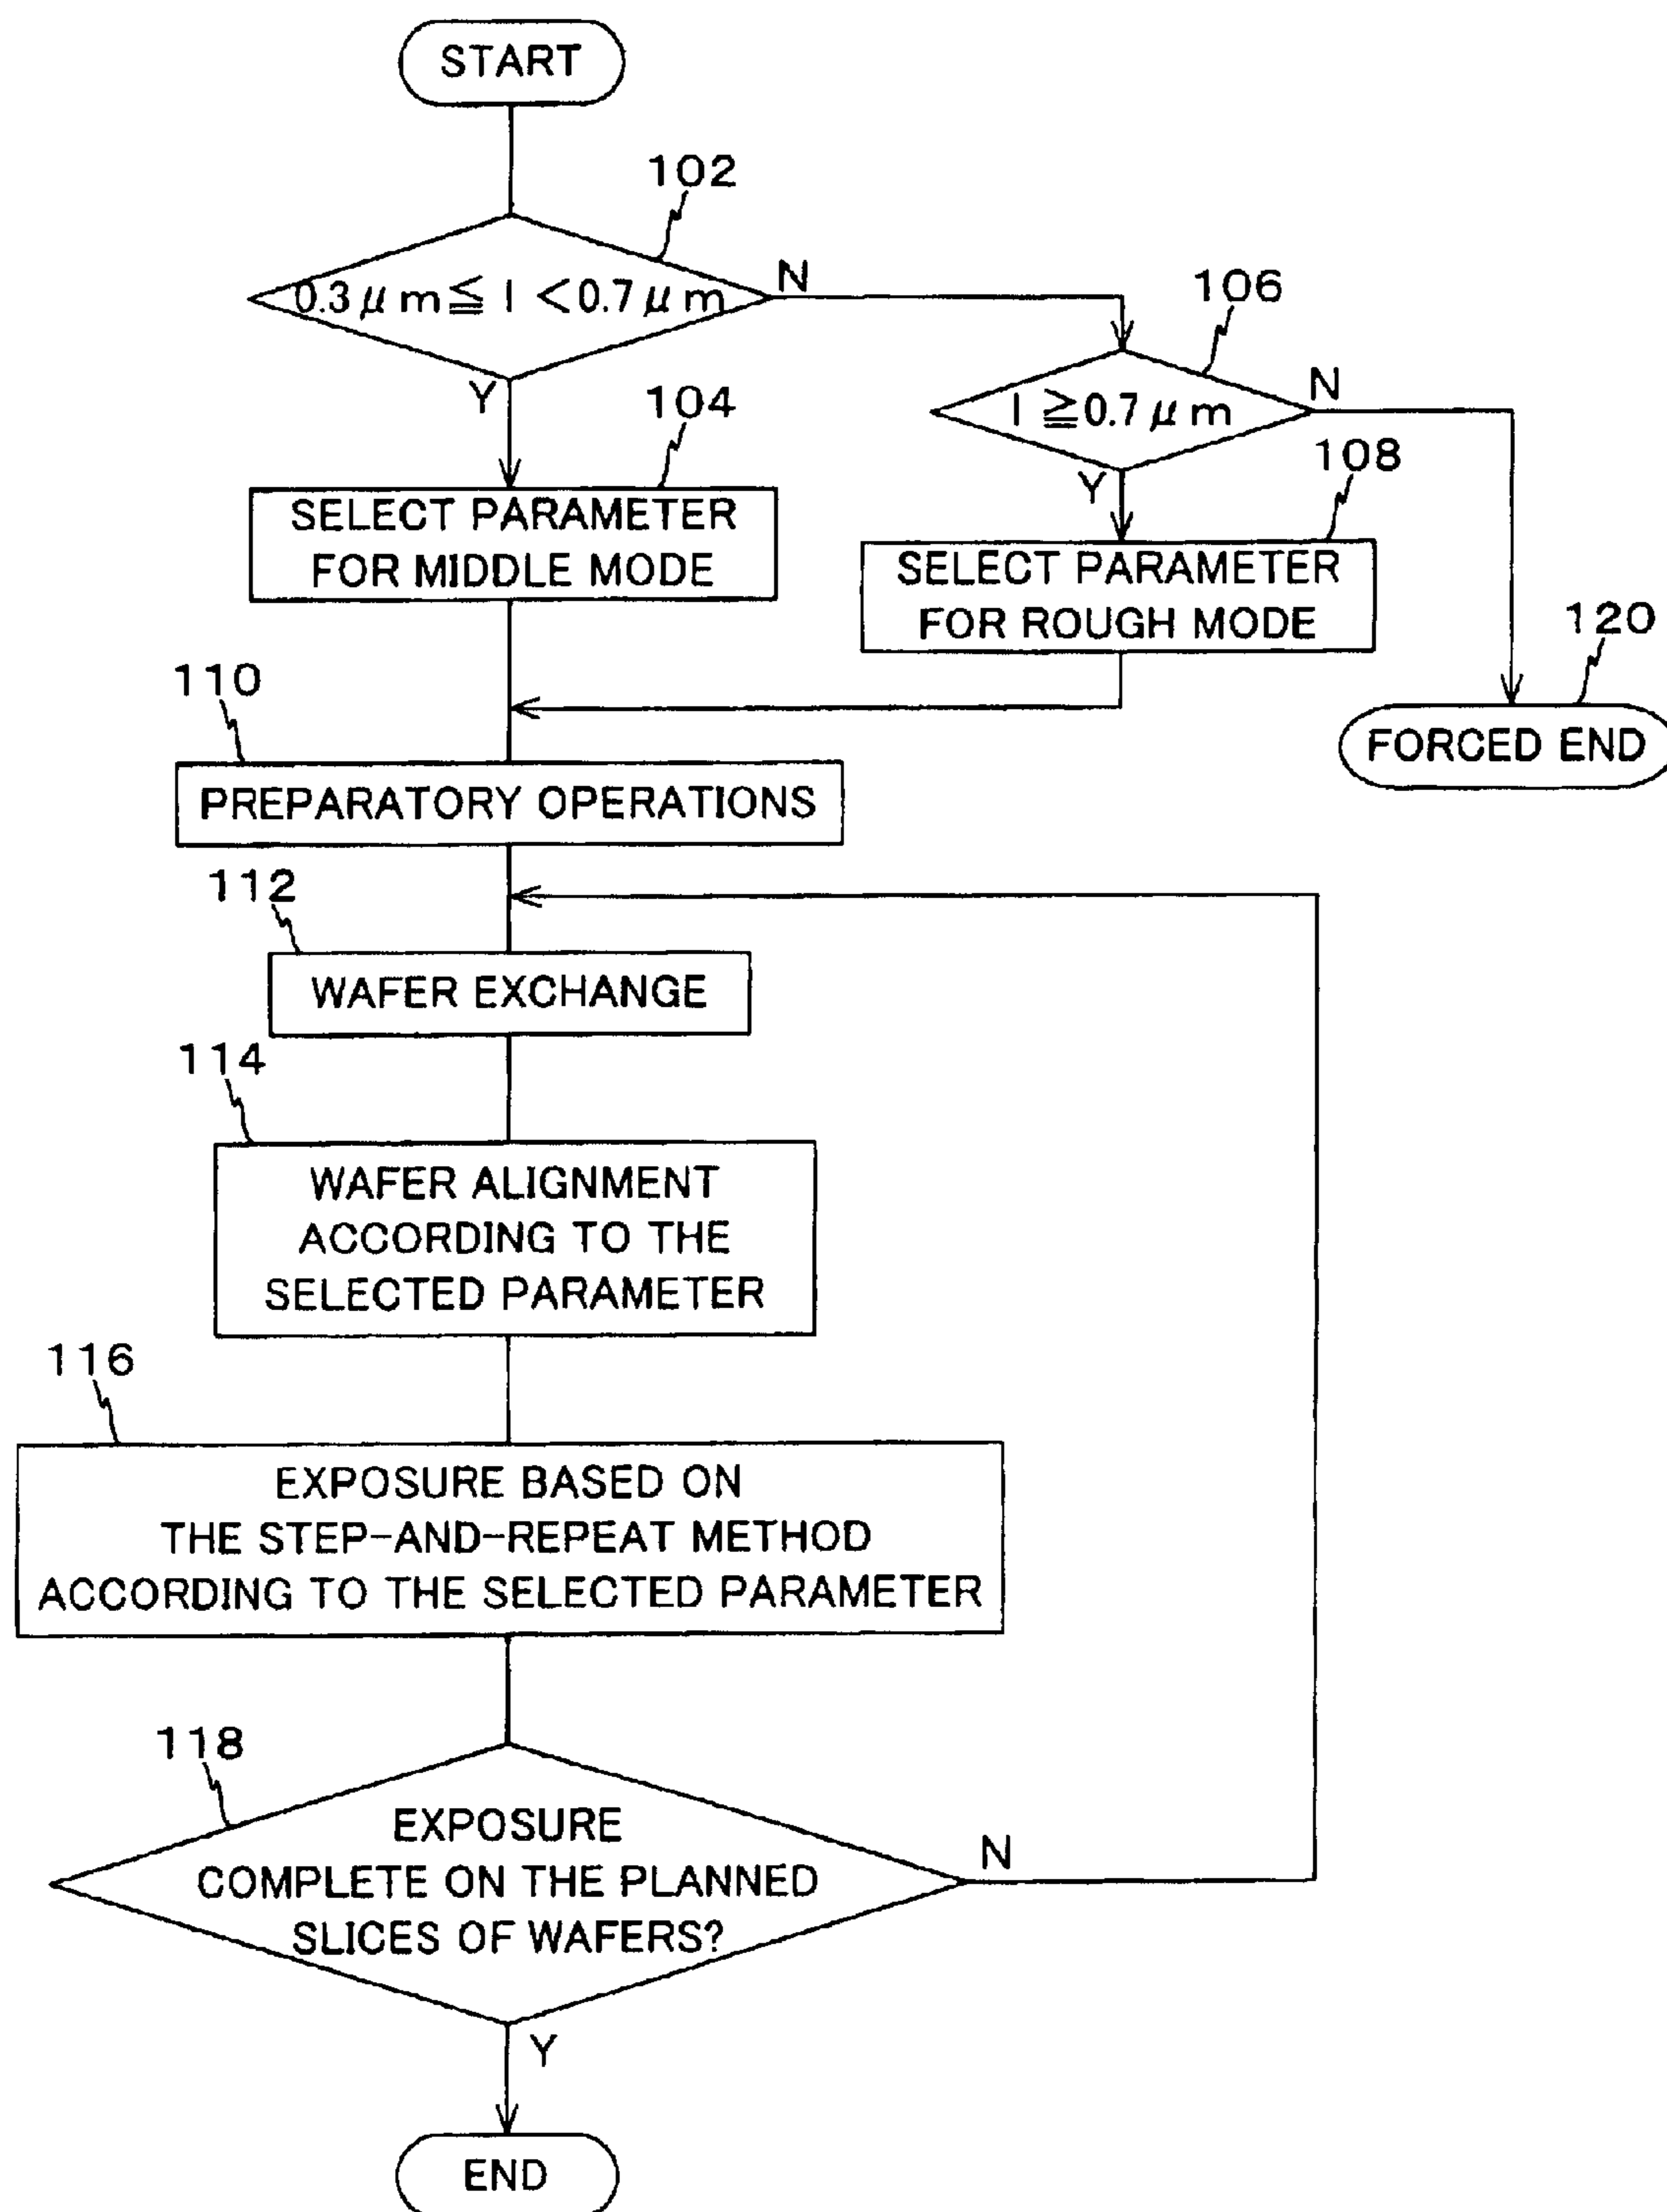 START
102
0.3 μm≦ l <0.7 μm
N
106
l ≧0.7 μm
N
Y
104
SELECT PARAMETER
FOR MIDDLE MODE
Y
108
SELECT PARAMETER
FOR ROUGH MODE
120
FORCED END
110
PREPARATORY OPERATIONS
112
WAFER EXCHANGE
114
WAFER ALIGNMENT
ACCORDING TO THE
SELECTED PARAMETER
116
EXPOSURE BASED ON
THE STEP-AND-REPEAT METHOD
ACCORDING TO THE SELECTED PARAMETER
118
EXPOSURE
COMPLETE ON THE PLANNED
SLICES OF WAFERS?
N
Y
END